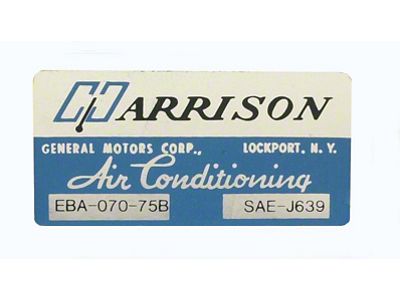 HARRISON
GENERAL MOTORS CORP., LOCKPORT, N.Y.
Air Conditioning
EBA-070-75B SAE-J639